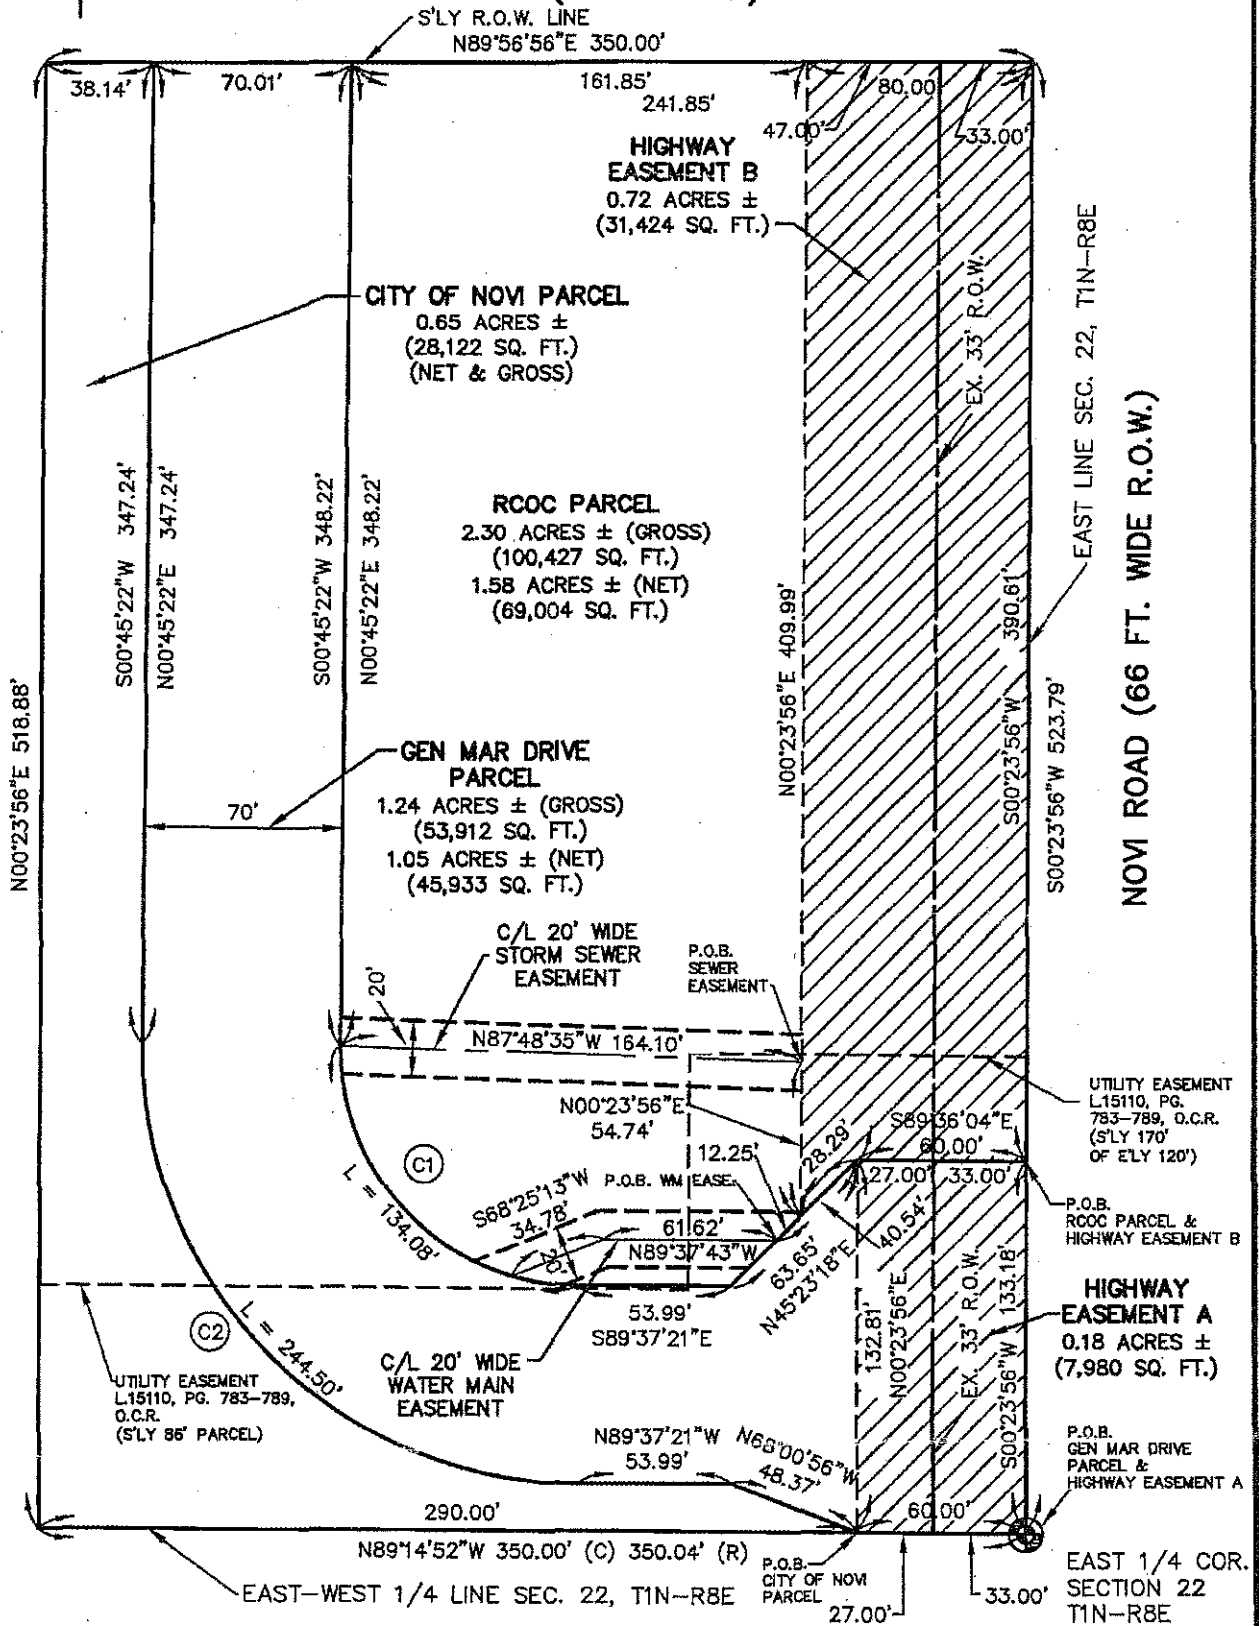 S'LY R.O.W. LINE
N89°56'56"E 350.00'
38.14'
70.01'
161.85'
241.85'
80.00
47.00'
33.00'
HIGHWAY
EASEMENT B
0.72 ACRES ±
(31,424 SQ. FT.)
CITY OF NOVI PARCEL
0.65 ACRES ±
(28,122 SQ. FT.)
(NET & GROSS)
EX. 33' R.O.W.
EAST LINE SEC. 22, T1N-R8E
NOVI ROAD (66 FT. WIDE R.O.W.)
S00°45'22"W 347.24'
N00°45'22"E 347.24'
S00°45'22"W 348.22'
N00°45'22"E 348.22'
RCOC PARCEL
2.30 ACRES ± (GROSS)
(100,427 SQ. FT.)
1.58 ACRES ± (NET)
(69,004 SQ. FT.)
N00°23'56"E 409.99'
S00°23'56"W 390.61'
S00°23'56"W 523.79'
N00°23'56"E 518.88'
GEN MAR DRIVE
PARCEL
1.24 ACRES ± (GROSS)
(53,912 SQ. FT.)
1.05 ACRES ± (NET)
(45,933 SQ. FT.)
70'
C/L 20' WIDE
STORM SEWER
EASEMENT
20'
P.O.B.
SEWER
EASEMENT
N87°48'35"W 164.10'
N00°23'56"E
54.74'
UTILITY EASEMENT
L.15110, PG.
783-789, O.C.R.
(S'LY 170'
OF E'LY 120')
S89°36'04"E
60.00'
27.00'
33.00'
28.29'
12.25'
C1
L = 134.08'
S68°25'13"W
34.78'
P.O.B. WM EASE.
61.62'
N89°37'43"W
20'
63.65'
N45°23'18"E
40.54'
P.O.B.
RCOC PARCEL &
HIGHWAY EASEMENT B
53.99'
S89°37'21"E
HIGHWAY
EASEMENT A
0.18 ACRES ±
(7,980 SQ. FT.)
132.81'
N00°23'56"E
EX. 33' R.O.W.
S00°23'56"W 133.18'
C2
L = 244.50'
C/L 20' WIDE
WATER MAIN
EASEMENT
UTILITY EASEMENT
L.15110, PG. 783-789,
O.C.R.
(S'LY 86' PARCEL)
N89°37'21"W
53.99'
N68°00'56"W
48.37'
P.O.B.
GEN MAR DRIVE
PARCEL &
HIGHWAY EASEMENT A
290.00'
60.00'
N89°14'52"W 350.00' (C) 350.04' (R)
P.O.B.
CITY OF NOVI
PARCEL
27.00'
33.00'
EAST-WEST 1/4 LINE SEC. 22, T1N-R8E
EAST 1/4 COR.
SECTION 22
T1N-R8E